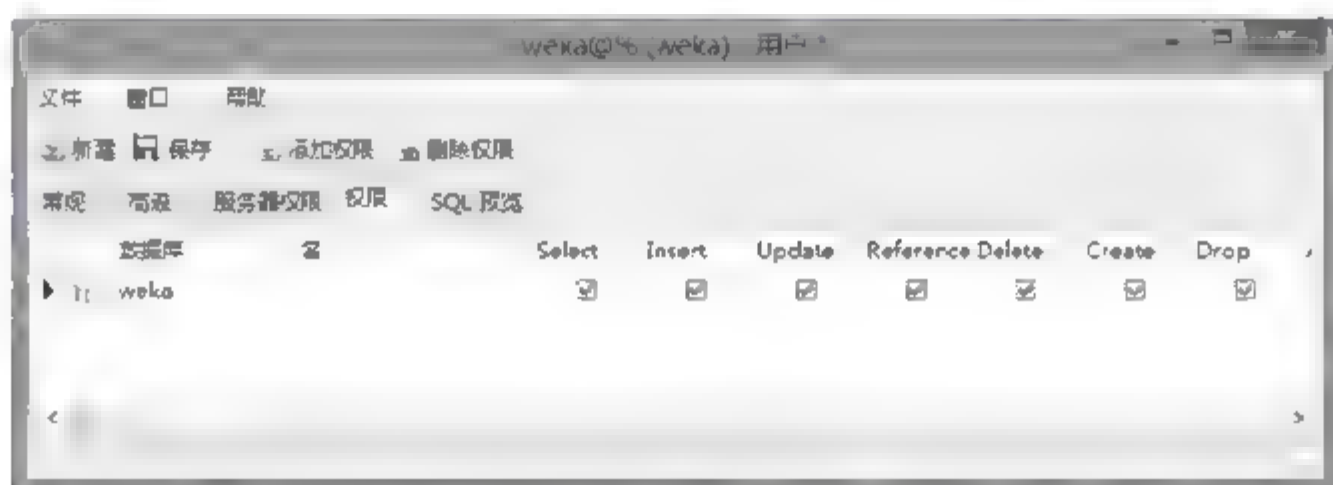 weka@% (weka) - 用户 *
文件 窗口 帮助
新建 保存 添加权限 删除权限
常规 高级 服务器权限 权限 SQL 预览
数据库 名 Select Insert Update Reference Delete Create Drop
weka